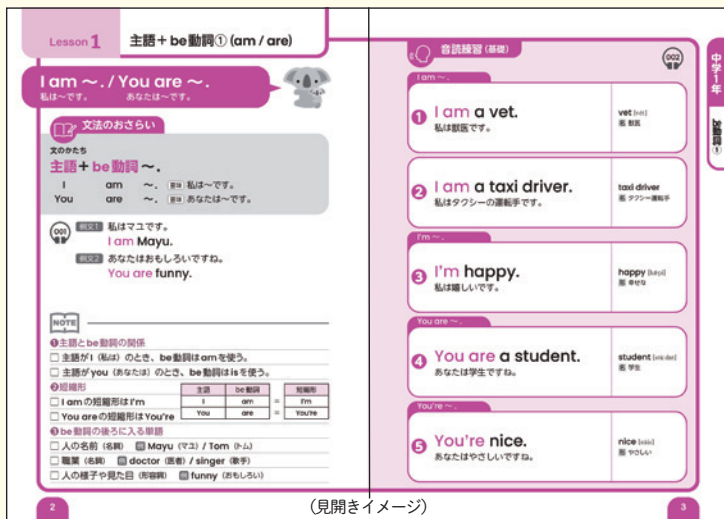 Lesson 1 主語+be動詞①(am / are)
I am ～. / You are ～.
私は～です。 あなたは～です。
文法のおさらい
文のかたち
主語+be動詞～.
I am ～. 意味 私は～です。
You are ～. 意味 あなたは～です。
001
例文1 私はマユです。
I am Mayu.
例文2 あなたはおもしろいですね。
You are funny.
NOTE
❶主語とbe動詞の関係
□ 主語がI(私は)のとき、be動詞はamを使う。
□ 主語がyou(あなたは)のとき、be動詞はisを使う。
❷短縮形
□ I amの短縮形はI'm
□ You areの短縮形はYou're
主語 be動詞 短縮形
I am = I'm
You are = You're
❸be動詞の後ろに入る単語
□ 人の名前(名詞) 例 Mayu(マユ)/ Tom(トム)
□ 職業(名詞) 例 doctor(医者)/ singer(歌手)
□ 人の様子や見た目(形容詞) 例 funny(おもしろい)
2
音読練習(基礎)
002
I am ～.
❶ I am a vet.
私は獣医です。
vet
名 獣医
❷ I am a taxi driver.
私はタクシーの運転手です。
taxi driver
名 タクシー運転手
I'm ～.
❸ I'm happy.
私は嬉しいです。
happy
形 幸せな
You are ～.
❹ You are a student.
あなたは学生ですね。
student
名 学生
You're ～.
❺ You're nice.
あなたはやさしいですね。
nice
形 やさしい
3
中学1年
be動詞①
(見開きイメージ)